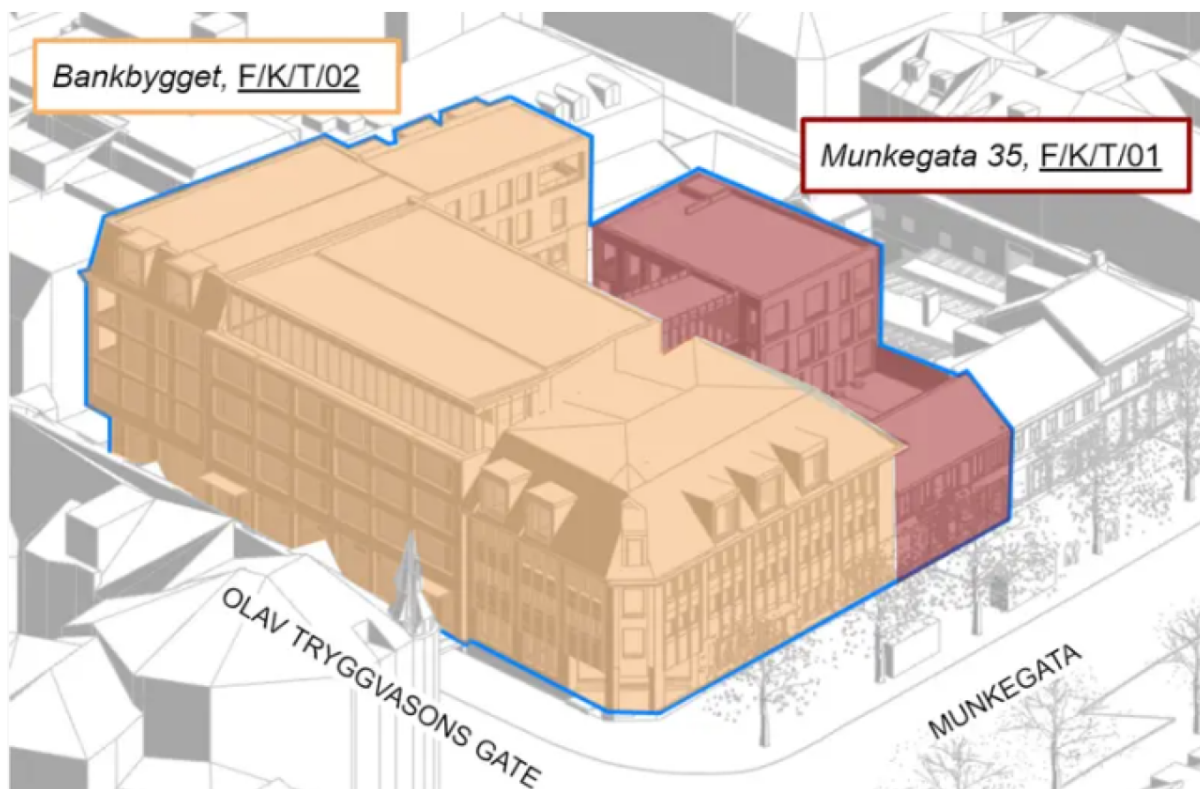 Bankbygget, F/K/T/02
Munkegata 35, F/K/T/01
OLAV TRYGGVASONS GATE
MUNKEGATA